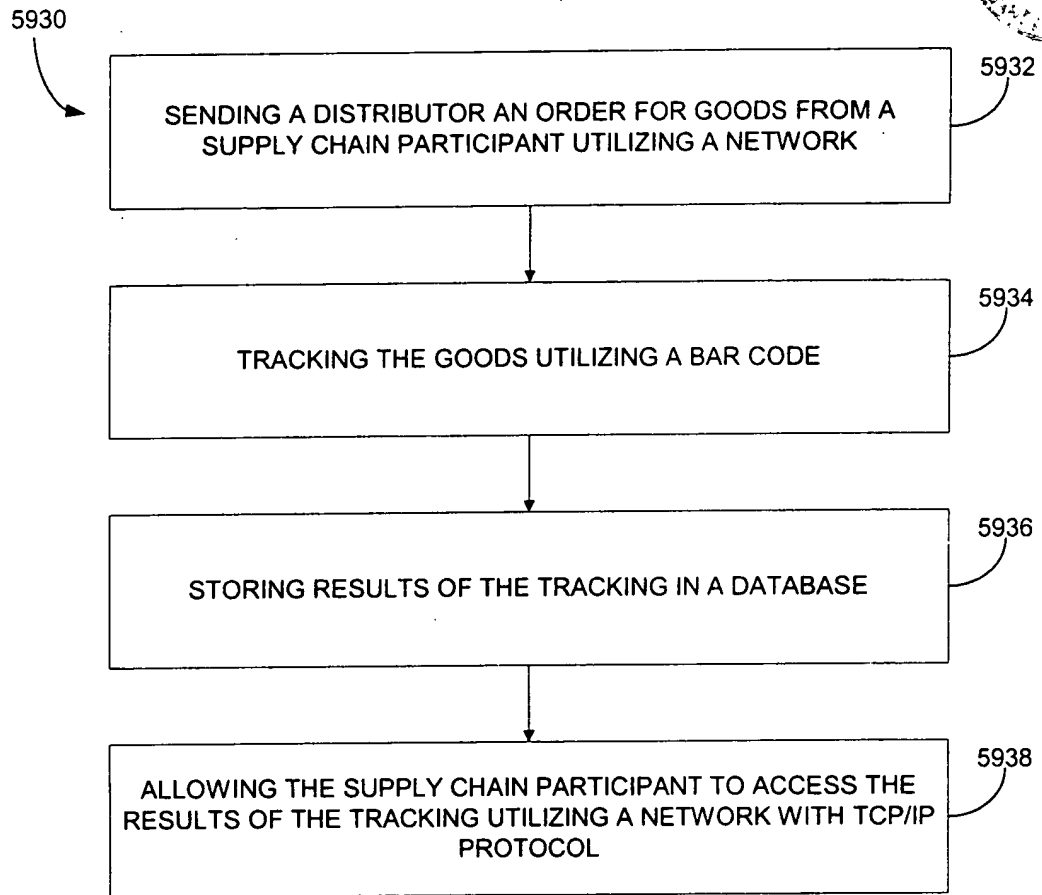 5930
5932
SENDING A DISTRIBUTOR AN ORDER FOR GOODS FROM A
SUPPLY CHAIN PARTICIPANT UTILIZING A NETWORK
5934
TRACKING THE GOODS UTILIZING A BAR CODE
5936
STORING RESULTS OF THE TRACKING IN A DATABASE
5938
ALLOWING THE SUPPLY CHAIN PARTICIPANT TO ACCESS THE
RESULTS OF THE TRACKING UTILIZING A NETWORK WITH TCP/IP
PROTOCOL